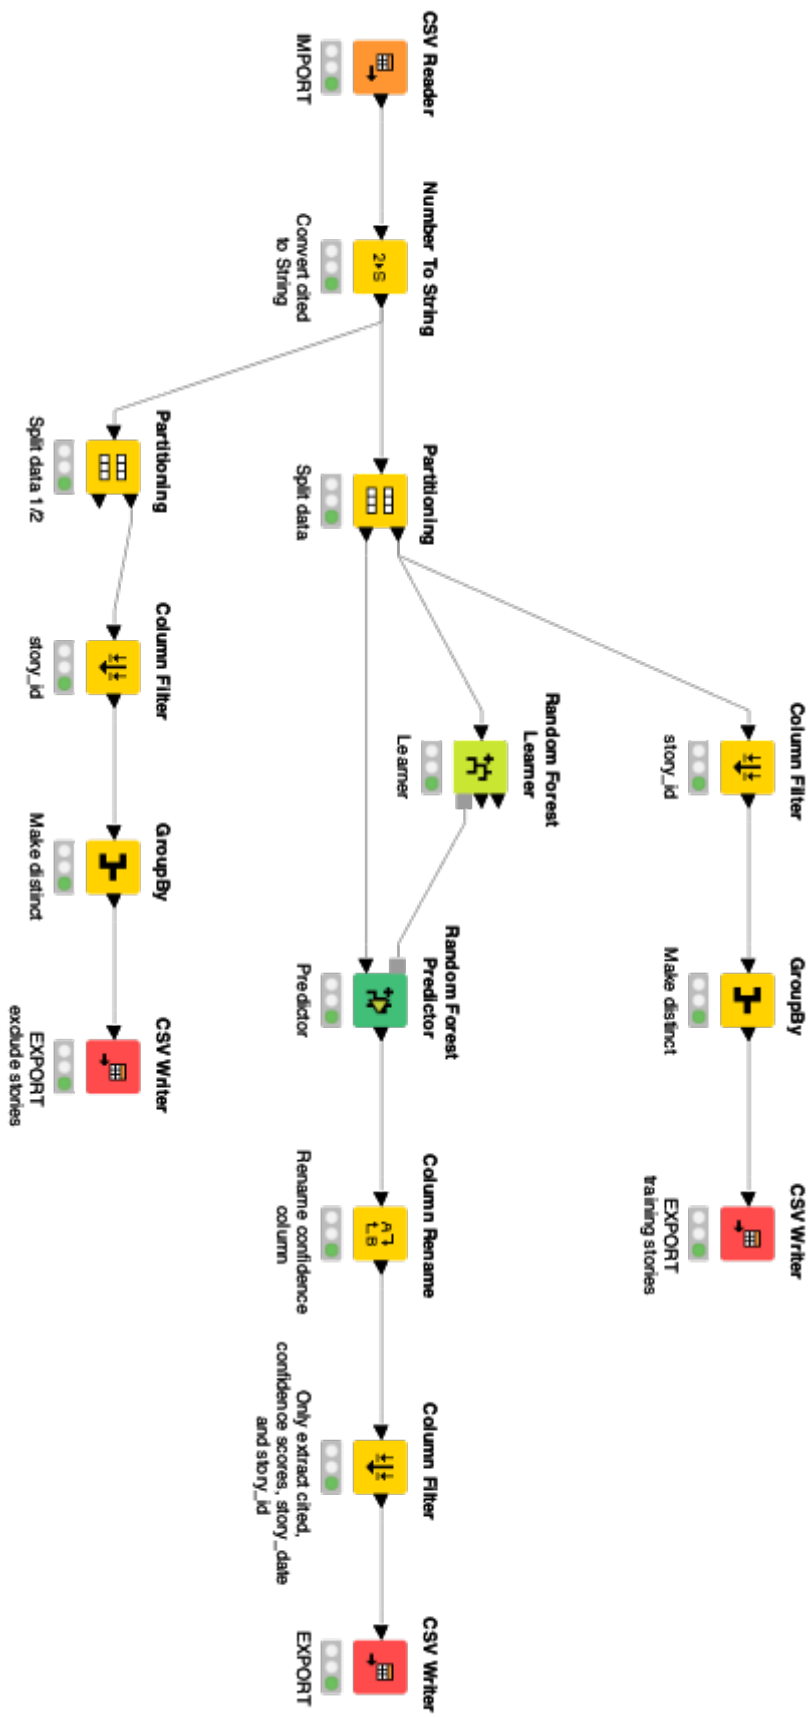 Column Filter
story_id
GroupBy
Make distinct
CSV Writer
EXPORT
training stories
Random Forest
Learner
Learner
CSV Reader
IMPORT
Number To String
2▸S
Convert cited
to String
Partitioning
Split data
Random Forest
Predictor
Predictor
Column Rename
A
B
Rename confidence
column
Column Filter
Only extract cited,
confidence scores, story_date
and story_id
CSV Writer
EXPORT
Partitioning
Split data 1/2
Column Filter
story_id
GroupBy
Make distinct
CSV Writer
EXPORT
exclude stories